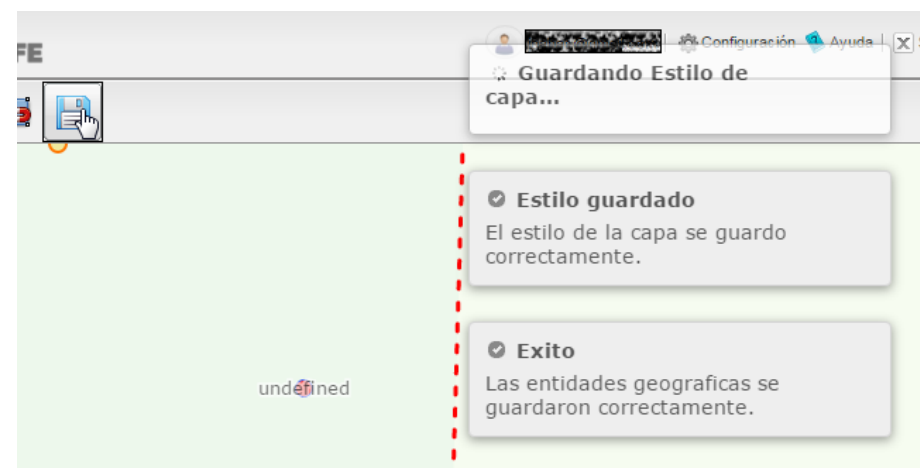 FE
Configuración Ayuda
Guardando Estilo de
capa...
Estilo guardado
El estilo de la capa se guardo
correctamente.
Exito
Las entidades geograficas se
guardaron correctamente.
undefined